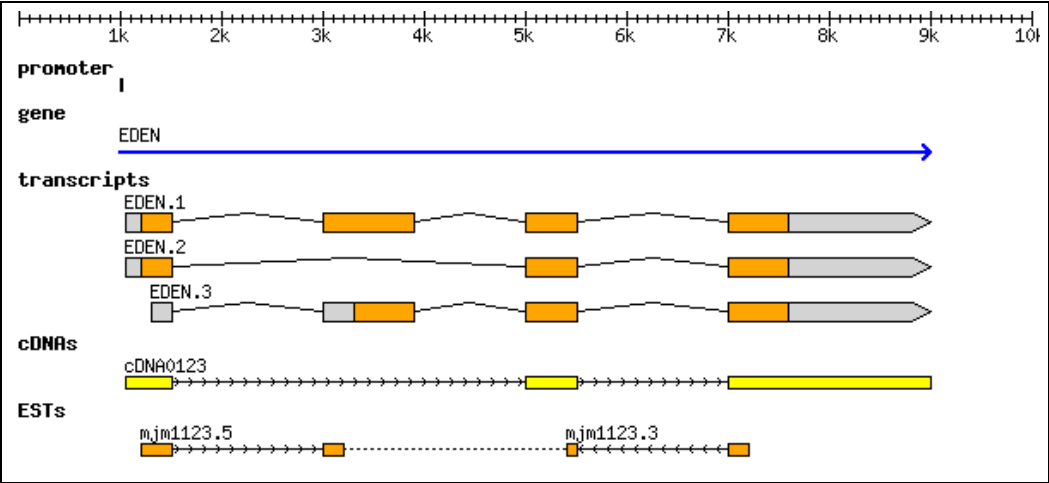 1k 2k 3k 4k 5k 6k 7k 8k 9k 10k
promoter
gene
EDEN
transcripts
EDEN.1
EDEN.2
EDEN.3
cDNAs
cDNA0123
ESTs
mjm1123.5 mjm1123.3